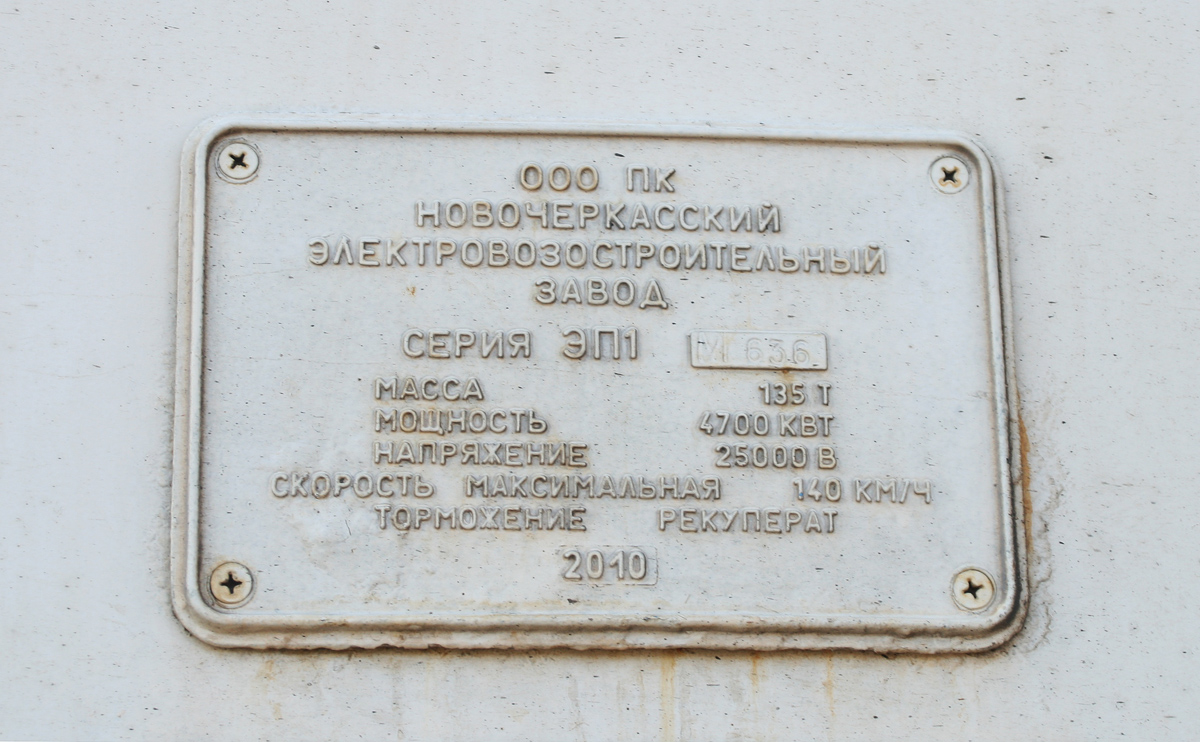 ООО ПК
НОВОЧЕРКАССКИЙ
ЭЛЕКТРОВОЗОСТРОИТЕЛЬНЫЙ
ЗАВОД
СЕРИЯ ЭП1 М 636
МАССА 135 Т
МОЩНОСТЬ 4700 КВТ
НАПРЯЖЕНИЕ 25000 В
СКОРОСТЬ МАКСИМАЛЬНАЯ 140 КМ/Ч
ТОРМОЖЕНИЕ РЕКУПЕРАТ
2010